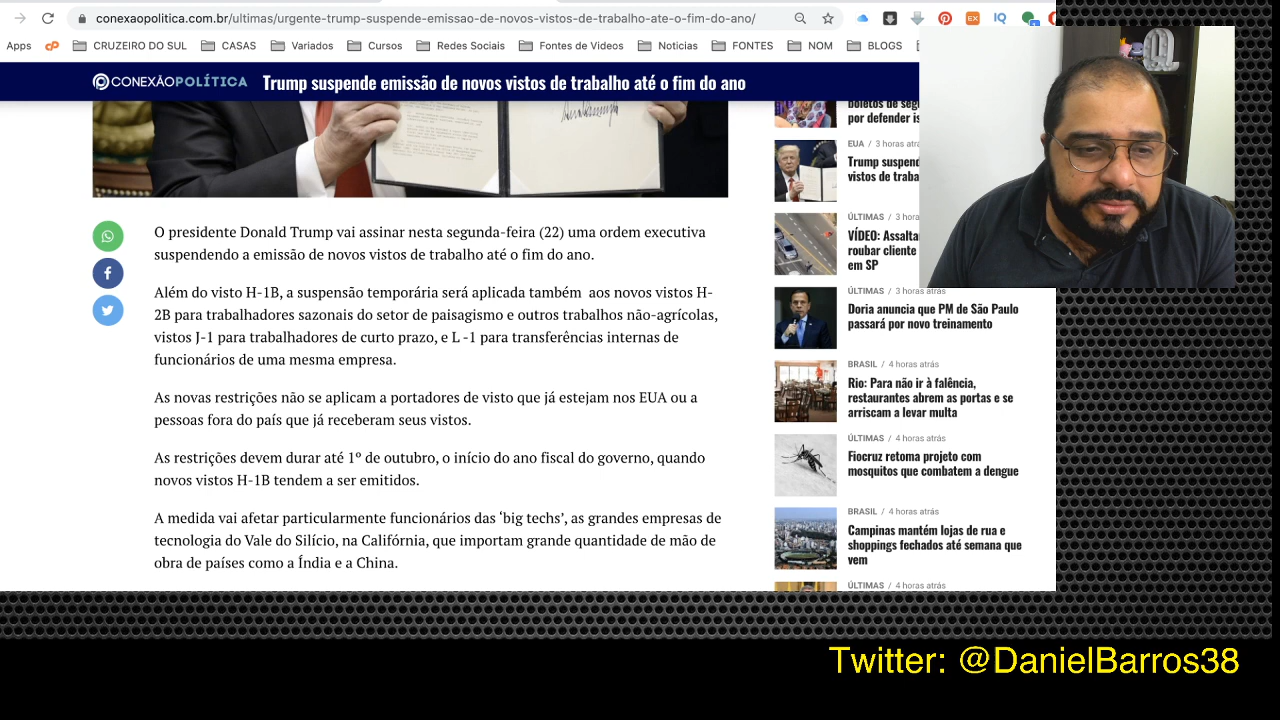 conexaopolitica.com.br/ultimas/urgente-trump-suspende-emissao-de-novos-vistos-de-trabalho-ate-o-fim-do-ano/
EX
IQ
Apps
CRUZEIRO DO SUL
CASAS
Variados
Cursos
Redes Sociais
Fontes de Videos
Noticias
FONTES
NOM
BLOGS
CONEXÃOPOLÍTICA
Trump suspende emissão de novos vistos de trabalho até o fim do ano
O presidente Donald Trump vai assinar nesta segunda-feira (22) uma ordem executiva
suspendendo a emissão de novos vistos de trabalho até o fim do ano.
Além do visto H-1B, a suspensão temporária será aplicada também aos novos vistos H-
2B para trabalhadores sazonais do setor de paisagismo e outros trabalhos não-agrícolas,
vistos J-1 para trabalhadores de curto prazo, e L -1 para transferências internas de
funcionários de uma mesma empresa.
As novas restrições não se aplicam a portadores de visto que já estejam nos EUA ou a
pessoas fora do país que já receberam seus vistos.
As restrições devem durar até 1º de outubro, o início do ano fiscal do governo, quando
novos vistos H-1B tendem a ser emitidos.
A medida vai afetar particularmente funcionários das ‘big techs’, as grandes empresas de
tecnologia do Vale do Silício, na Califórnia, que importam grande quantidade de mão de
obra de países como a Índia e a China.
boletos de seg
por defender is
EUA / 3 horas atrá
Trump suspend
vistos de traba
ÚLTIMAS / 3 hora
VÍDEO: Assalta
roubar cliente
em SP
ÚLTIMAS / 3 horas atrás
Doria anuncia que PM de São Paulo
passará por novo treinamento
BRASIL / 4 horas atrás
Rio: Para não ir à falência,
restaurantes abrem as portas e se
arriscam a levar multa
ÚLTIMAS / 4 horas atrás
Fiocruz retoma projeto com
mosquitos que combatem a dengue
BRASIL / 4 horas atrás
Campinas mantém lojas de rua e
shoppings fechados até semana que
vem
ÚLTIMAS / 4 horas atrás
Twitter: @DanielBarros38